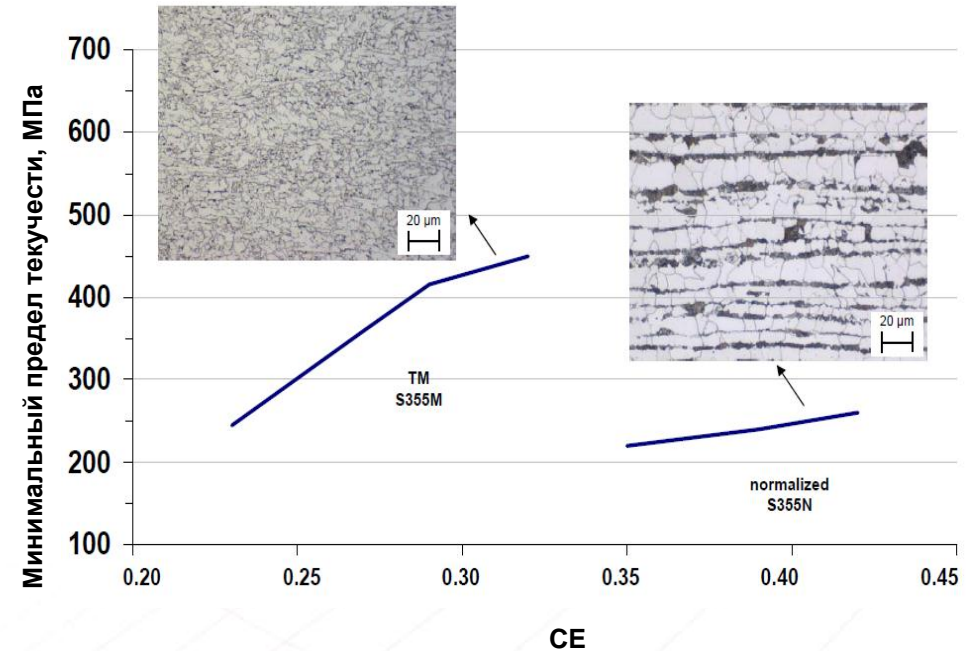 Минимальный предел текучести, МПа
700
600
500
400
300
200
100
20 µm
20 µm
TM
S355M
normalized
S355N
0.20
0.25
0.30
0.35
0.40
0.45
CE